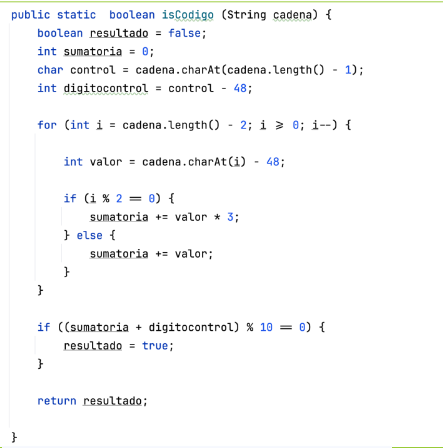 public static  boolean isCodigo (String cadena) {
    boolean resultado = false;
    int sumatoria = 0;
    char control = cadena.charAt(cadena.length() - 1);
    int digitocontrol = control - 48;
    for (int i = cadena.length() - 2; i >= 0; i--) {
        int valor = cadena.charAt(i) - 48;
        if (i % 2 == 0) {
            sumatoria += valor * 3;
        } else {
            sumatoria += valor;
        }
    }
    if ((sumatoria + digitocontrol) % 10 == 0) {
        resultado = true;
    }
    return resultado;
}